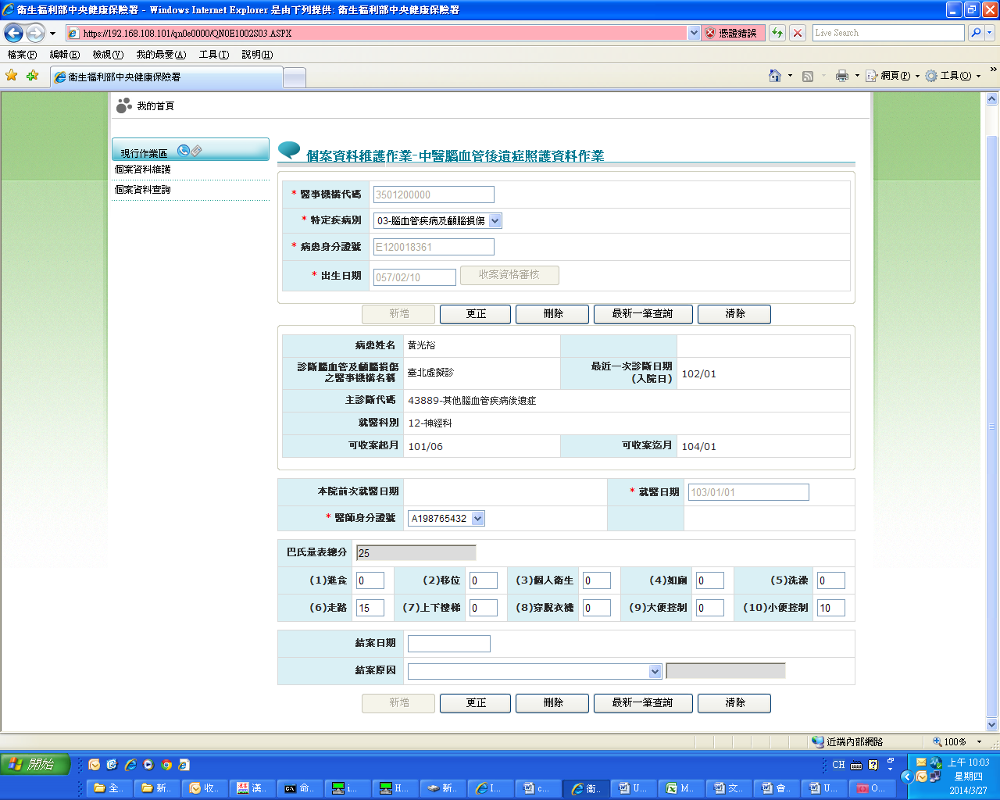 衛生福利部中央健康保險署 - Windows Internet Explorer 是由下列提供: 衛生福利部中央健康保險署
https://192.168.108.101/qn0e0000/QN0E1002S03.ASPX 憑證錯誤 Live Search
檔案(F) 編輯(E) 檢視(V) 我的最愛(A) 工具(T) 說明(H)
衛生福利部中央健康保險署 網頁(P) 工具(O) »
我的首頁
現行作業區
個案資料維護
個案資料查詢
個案資料維護作業-中醫腦血管後遺症照護資料作業
* 醫事機構代碼 3501200000
* 特定疾病別 03-腦血管疾病及顱腦損傷
* 病患身分證號 E120018361
* 出生日期 057/02/10 收案資格審核
新增 更正 刪除 最新一筆查詢 清除
病患姓名 黃光裕
診斷腦血管及顱腦損傷之醫事機構名稱 臺北虛擬診 最近一次診斷日期(入院日) 102/01
主診斷代碼 43889-其他腦血管疾病後遺症
就醫科別 12-神經科
可收案起月 101/06 可收案迄月 104/01
本院前次就醫日期 * 就醫日期 103/01/01
* 醫師身分證號 A198765432
巴氏量表總分 25
(1)進食 0 (2)移位 0 (3)個人衛生 0 (4)如廁 0 (5)洗澡 0
(6)走路 15 (7)上下樓梯 0 (8)穿脫衣褲 0 (9)大便控制 0 (10)小便控制 10
結案日期
結案原因
新增 更正 刪除 最新一筆查詢 清除
近端內部網路 100%
開始 CH 上午 10:03
星期四
2014/3/27
全.. 新.. 收.. 漢.. 命.. i... H... 新.. I... c... 衛.. U... M.. 文.. 會.. U... O...